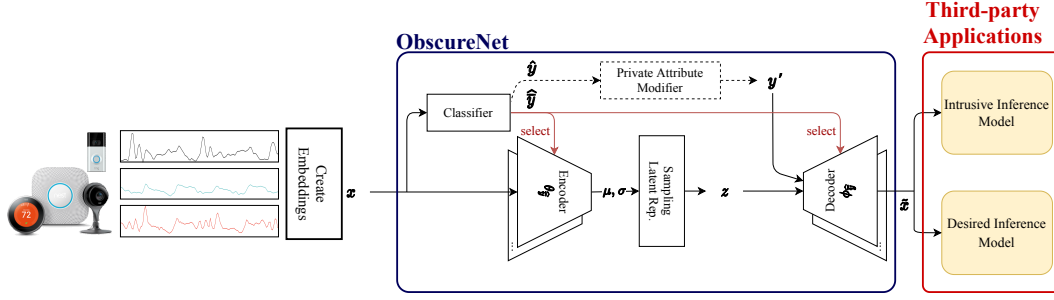 Third-party
Applications
ObscureNet
ŷ
Private Attribute
Modifier
y′
Intrusive Inference
Model
Classifier
select
select
72
Create
Embeddings
x
Encoder
μ, σ
Sampling
Latent Rep.
z
Decoder
x̃
Desired Inference
Model